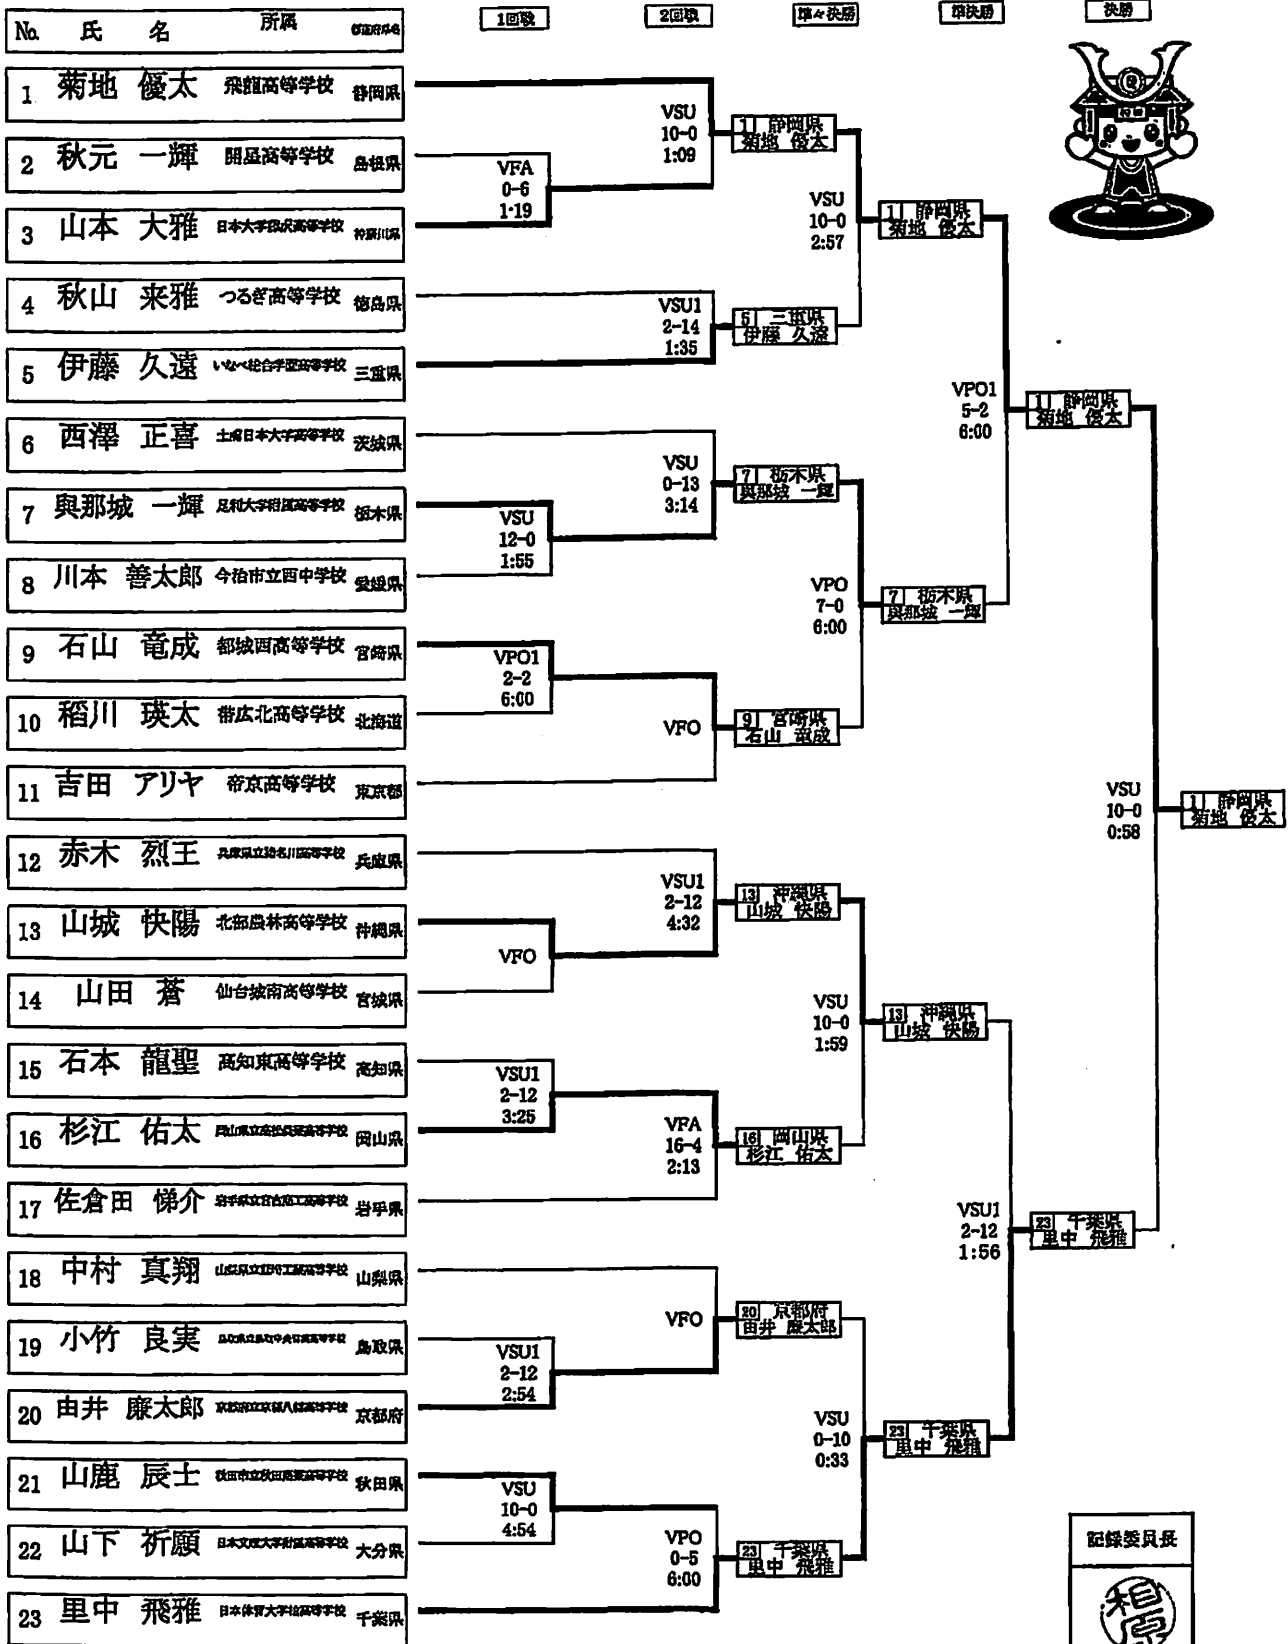 No. 氏 名 所属 1回戦 2回戦 準々決勝 準決勝 決勝
1 菊地 優太 飛龍高等学校 静岡県
2 秋元 一輝 開星高等学校 島根県
3 山本 大雅 神奈川県
4 秋山 来雅 つるぎ高等学校 徳島県
5 伊藤 久遠 いなべ総合学園高等学校 三重県
6 西澤 正喜 土浦日本大学高等学校 茨城県
7 與那城 一輝 足利大学附属高等学校 栃木県
8 川本 善太郎 今治市立西中学校 愛媛県
9 石山 竜成 都城西高等学校 宮崎県
10 稲川 瑛太 帯広北高等学校 北海道
11 吉田 アリヤ 帝京高等学校 東京都
12 赤木 烈王 兵庫県
13 山城 快陽 北部農林高等学校 沖縄県
14 山田 蒼 仙台城南高等学校 宮城県
15 石本 龍聖 高知東高等学校 高知県
16 杉江 佑太 岡山県
17 佐倉田 悌介 岩手県
18 中村 真翔 山梨県
19 小竹 良実 鳥取県
20 由井 廉太郎 京都府
21 山鹿 辰士 秋田県
22 山下 祈願 日本文理大学附属高等学校 大分県
23 里中 飛雅 千葉県
VFA
0-6
1:19
VSU
12-0
1:55
VPO1
2-2
6:00
VFO
VSU1
2-12
3:25
VSU1
2-12
2:54
VSU
10-0
4:54
VSU
10-0
1:09
VSU1
2-14
1:35
VSU
0-13
3:14
VFO
VSU1
2-12
4:32
VFA
16-4
2:13
VFO
VPO
0-5
6:00
1 静岡県
菊地 優太
5 三重県
伊藤 久遠
7 栃木県
與那城 一輝
9 宮崎県
石山 竜成
13 沖縄県
山城 快陽
16 岡山県
杉江 佑太
20 京都府
由井 廉太郎
23 千葉県
里中 飛雅
VSU
10-0
2:57
VPO
7-0
6:00
VSU
10-0
1:59
VSU
0-10
0:33
1 静岡県
菊地 優太
7 栃木県
與那城 一輝
13 沖縄県
山城 快陽
23 千葉県
里中 飛雅
VPO1
5-2
6:00
VSU1
2-12
1:56
1 静岡県
菊地 優太
23 千葉県
里中 飛雅
VSU
10-0
0:58
1 静岡県
菊地 優太
記録委員長
相原